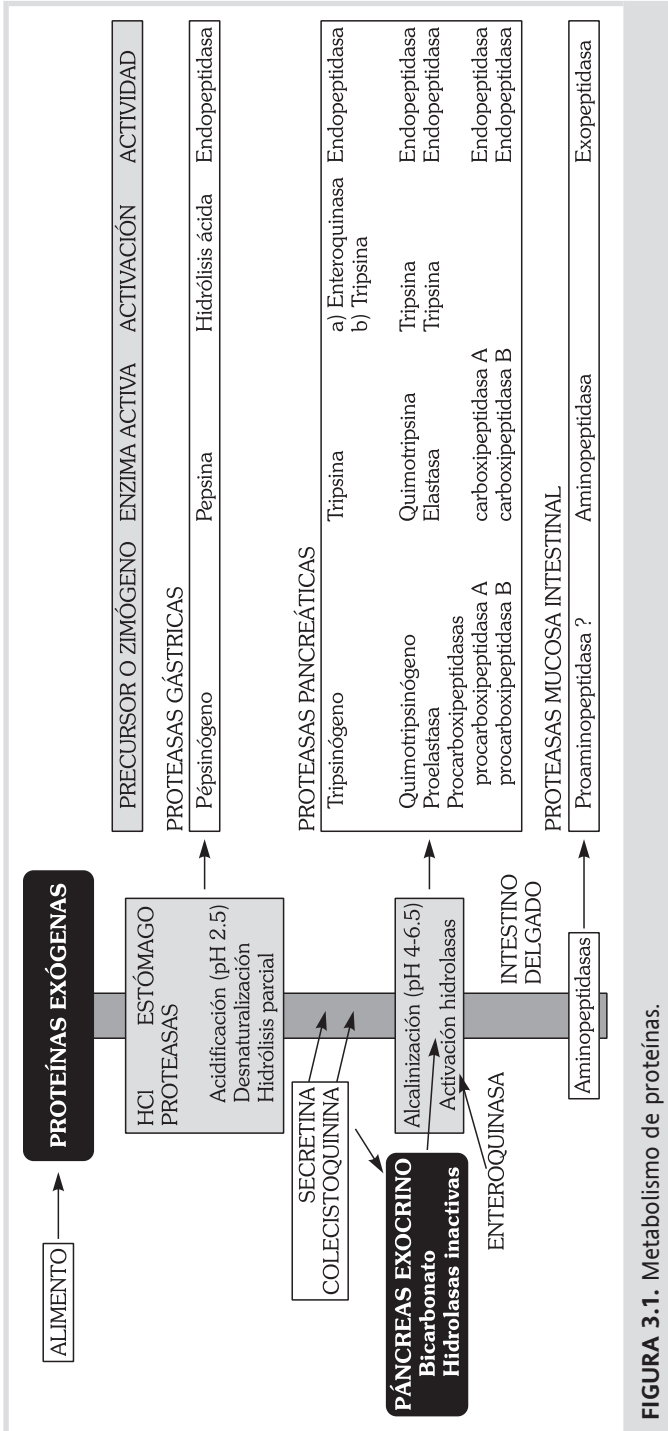 ALIMENTO
PROTEÍNAS EXÓGENAS
HCl ESTÓMAGO
PROTEASAS
Acidificación (pH 2.5)
Desnaturalización
Hidrólisis parcial
SECRETINA
COLECISTOQUININA
PÁNCREAS EXOCRINO
Bicarbonato
Hidrolasas inactivas
Alcalinización (pH 4-6.5)
Activación hidrolasas
ENTEROQUINASA
INTESTINO
DELGADO
Aminopeptidasas
PRECURSOR O ZIMÓGENO ENZIMA ACTIVA ACTIVACIÓN ACTIVIDAD
PROTEASAS GÁSTRICAS
Pépsinógeno Pepsina Hidrólisis ácida Endopeptidasa
PROTEASAS PANCREÁTICAS
Tripsinógeno Tripsina a) Enteroquinasa Endopeptidasa
b) Tripsina
Quimotripsinógeno Quimotripsina Tripsina Endopeptidasa
Proelastasa Elastasa Tripsina Endopeptidasa
Procarboxipeptidasas
procarboxipeptidasa A carboxipeptidasa A Endopeptidasa
procarboxipeptidasa B carboxipeptidasa B Endopeptidasa
PROTEASAS MUCOSA INTESTINAL
Proaminopeptidasa ? Aminopeptidasa Exopeptidasa
FIGURA 3.1. Metabolismo de proteínas.